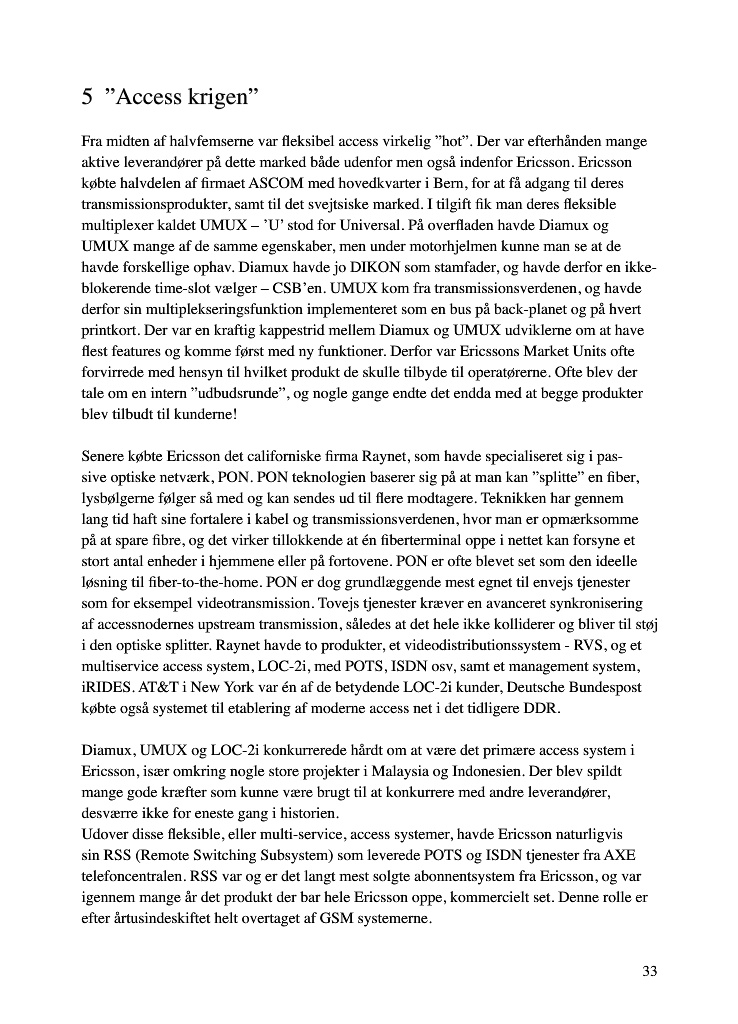 5 ”Access krigen”
Fra midten af halvfemserne var fleksibel access virkelig ”hot”. Der var efterhånden mange
aktive leverandører på dette marked både udenfor men også indenfor Ericsson. Ericsson
købte halvdelen af firmaet ASCOM med hovedkvarter i Bern, for at få adgang til deres
transmissionsprodukter, samt til det svejtsiske marked. I tilgift fik man deres fleksible
multiplexer kaldet UMUX – ’U’ stod for Universal. På overfladen havde Diamux og
UMUX mange af de samme egenskaber, men under motorhjelmen kunne man se at de
havde forskellige ophav. Diamux havde jo DIKON som stamfader, og havde derfor en ikke-
blokerende time-slot vælger – CSB’en. UMUX kom fra transmissionsverdenen, og havde
derfor sin multiplekseringsfunktion implementeret som en bus på back-planet og på hvert
printkort. Der var en kraftig kappestrid mellem Diamux og UMUX udviklerne om at have
flest features og komme først med ny funktioner. Derfor var Ericssons Market Units ofte
forvirrede med hensyn til hvilket produkt de skulle tilbyde til operatørerne. Ofte blev der
tale om en intern ”udbudsrunde”, og nogle gange endte det endda med at begge produkter
blev tilbudt til kunderne!
Senere købte Ericsson det californiske firma Raynet, som havde specialiseret sig i pas-
sive optiske netværk, PON. PON teknologien baserer sig på at man kan ”splitte” en fiber,
lysbølgerne følger så med og kan sendes ud til flere modtagere. Teknikken har gennem
lang tid haft sine fortalere i kabel og transmissionsverdenen, hvor man er opmærksomme
på at spare fibre, og det virker tillokkende at én fiberterminal oppe i nettet kan forsyne et
stort antal enheder i hjemmene eller på fortovene. PON er ofte blevet set som den ideelle
løsning til fiber-to-the-home. PON er dog grundlæggende mest egnet til envejs tjenester
som for eksempel videotransmission. Tovejs tjenester kræver en avanceret synkronisering
af accessnodernes upstream transmission, således at det hele ikke kolliderer og bliver til støj
i den optiske splitter. Raynet havde to produkter, et videodistributionssystem - RVS, og et
multiservice access system, LOC-2i, med POTS, ISDN osv, samt et management system,
iRIDES. AT&T i New York var én af de betydende LOC-2i kunder, Deutsche Bundespost
købte også systemet til etablering af moderne access net i det tidligere DDR.
Diamux, UMUX og LOC-2i konkurrerede hårdt om at være det primære access system i
Ericsson, især omkring nogle store projekter i Malaysia og Indonesien. Der blev spildt
mange gode kræfter som kunne være brugt til at konkurrere med andre leverandører,
desværre ikke for eneste gang i historien.
Udover disse fleksible, eller multi-service, access systemer, havde Ericsson naturligvis
sin RSS (Remote Switching Subsystem) som leverede POTS og ISDN tjenester fra AXE
telefoncentralen. RSS var og er det langt mest solgte abonnentsystem fra Ericsson, og var
igennem mange år det produkt der bar hele Ericsson oppe, kommercielt set. Denne rolle er
efter årtusindeskiftet helt overtaget af GSM systemerne.
33